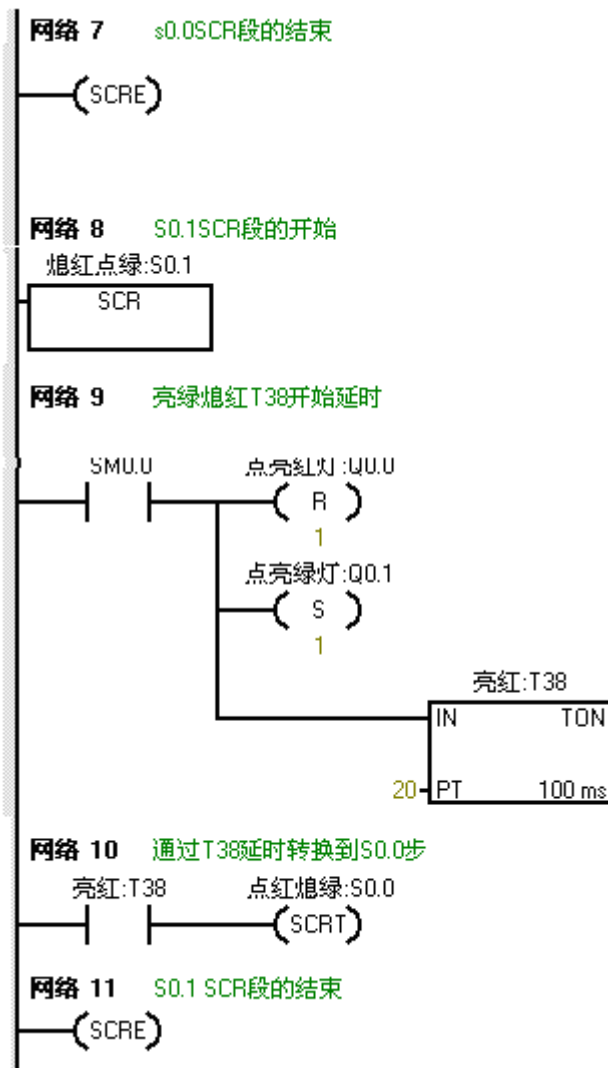 网络 7 s0.0SCR段的结束
SCRE
网络 8 S0.1SCR段的开始
熄红点绿:S0.1
SCR
网络 9 亮绿熄红T38开始延时
SM0.0 点亮红灯:Q0.0
R
1
点亮绿灯:Q0.1
S
1
亮红:T38
IN TON
20 PT 100 ms
网络 10 通过T38延时转换到S0.0步
亮红:T38 点红熄绿:S0.0
SCRT
网络 11 S0.1 SCR段的结束
SCRE